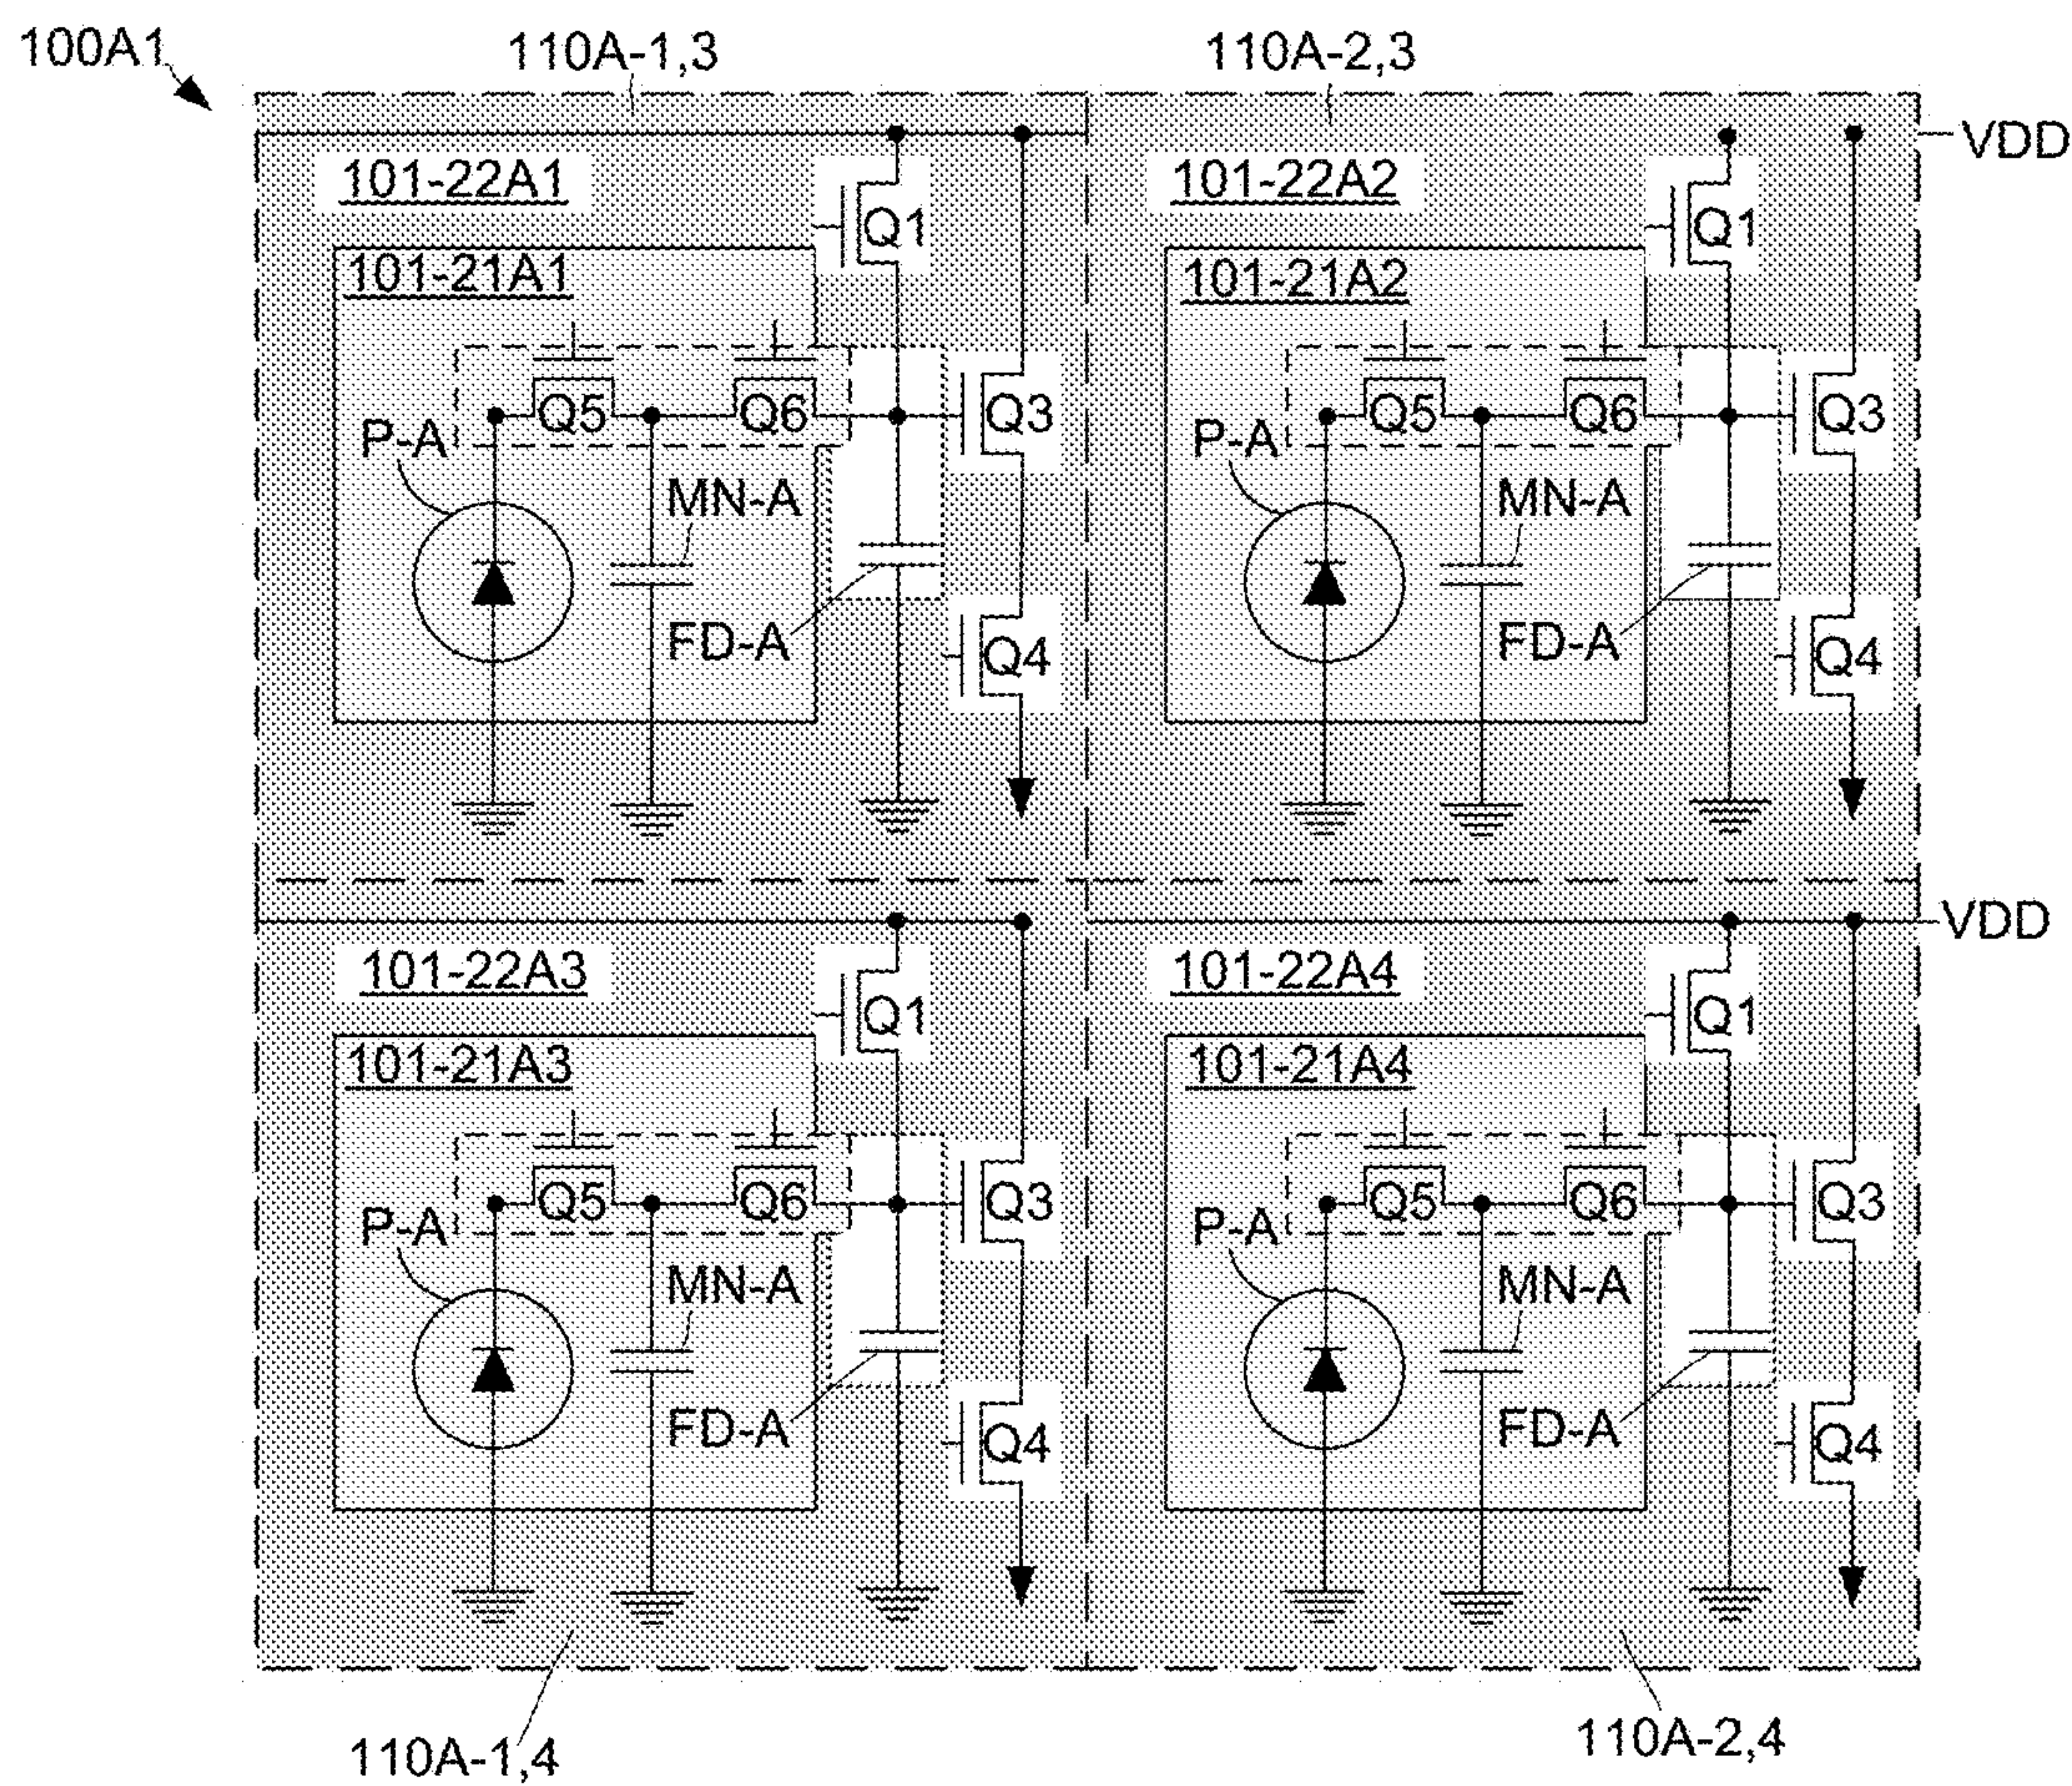 100A1
110A-1,3
110A-2,3
VDD
101-22A1
Q1
101-21A1
Q5
Q6
Q3
P-A
MN-A
FD-A
Q4
101-22A2
Q1
101-21A2
Q5
Q6
Q3
P-A
MN-A
FD-A
Q4
VDD
101-22A3
Q1
101-21A3
Q5
Q6
Q3
P-A
MN-A
FD-A
Q4
101-22A4
Q1
101-21A4
Q5
Q6
Q3
P-A
MN-A
FD-A
Q4
110A-1,4
110A-2,4